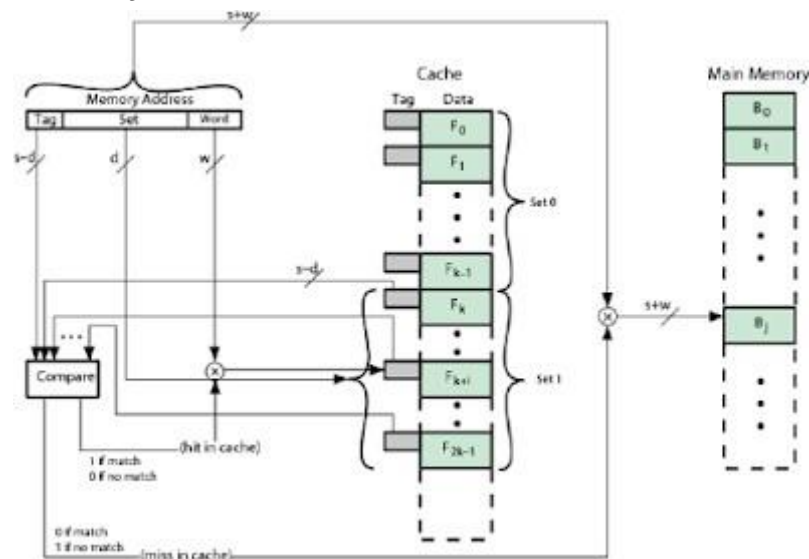 s+w
Cache
Main Memory
Memory Address
Tag Data
Tag Set Word
F0
B0
F1
B1
s–d d w
Set 0
s–d
Fk–1
Fk
s+w
Bj
Compare
Fk+i
Set 1
(hit in cache)
F2k–1
1 if match
0 if no match
0 if match
1 if no match
(miss in cache)